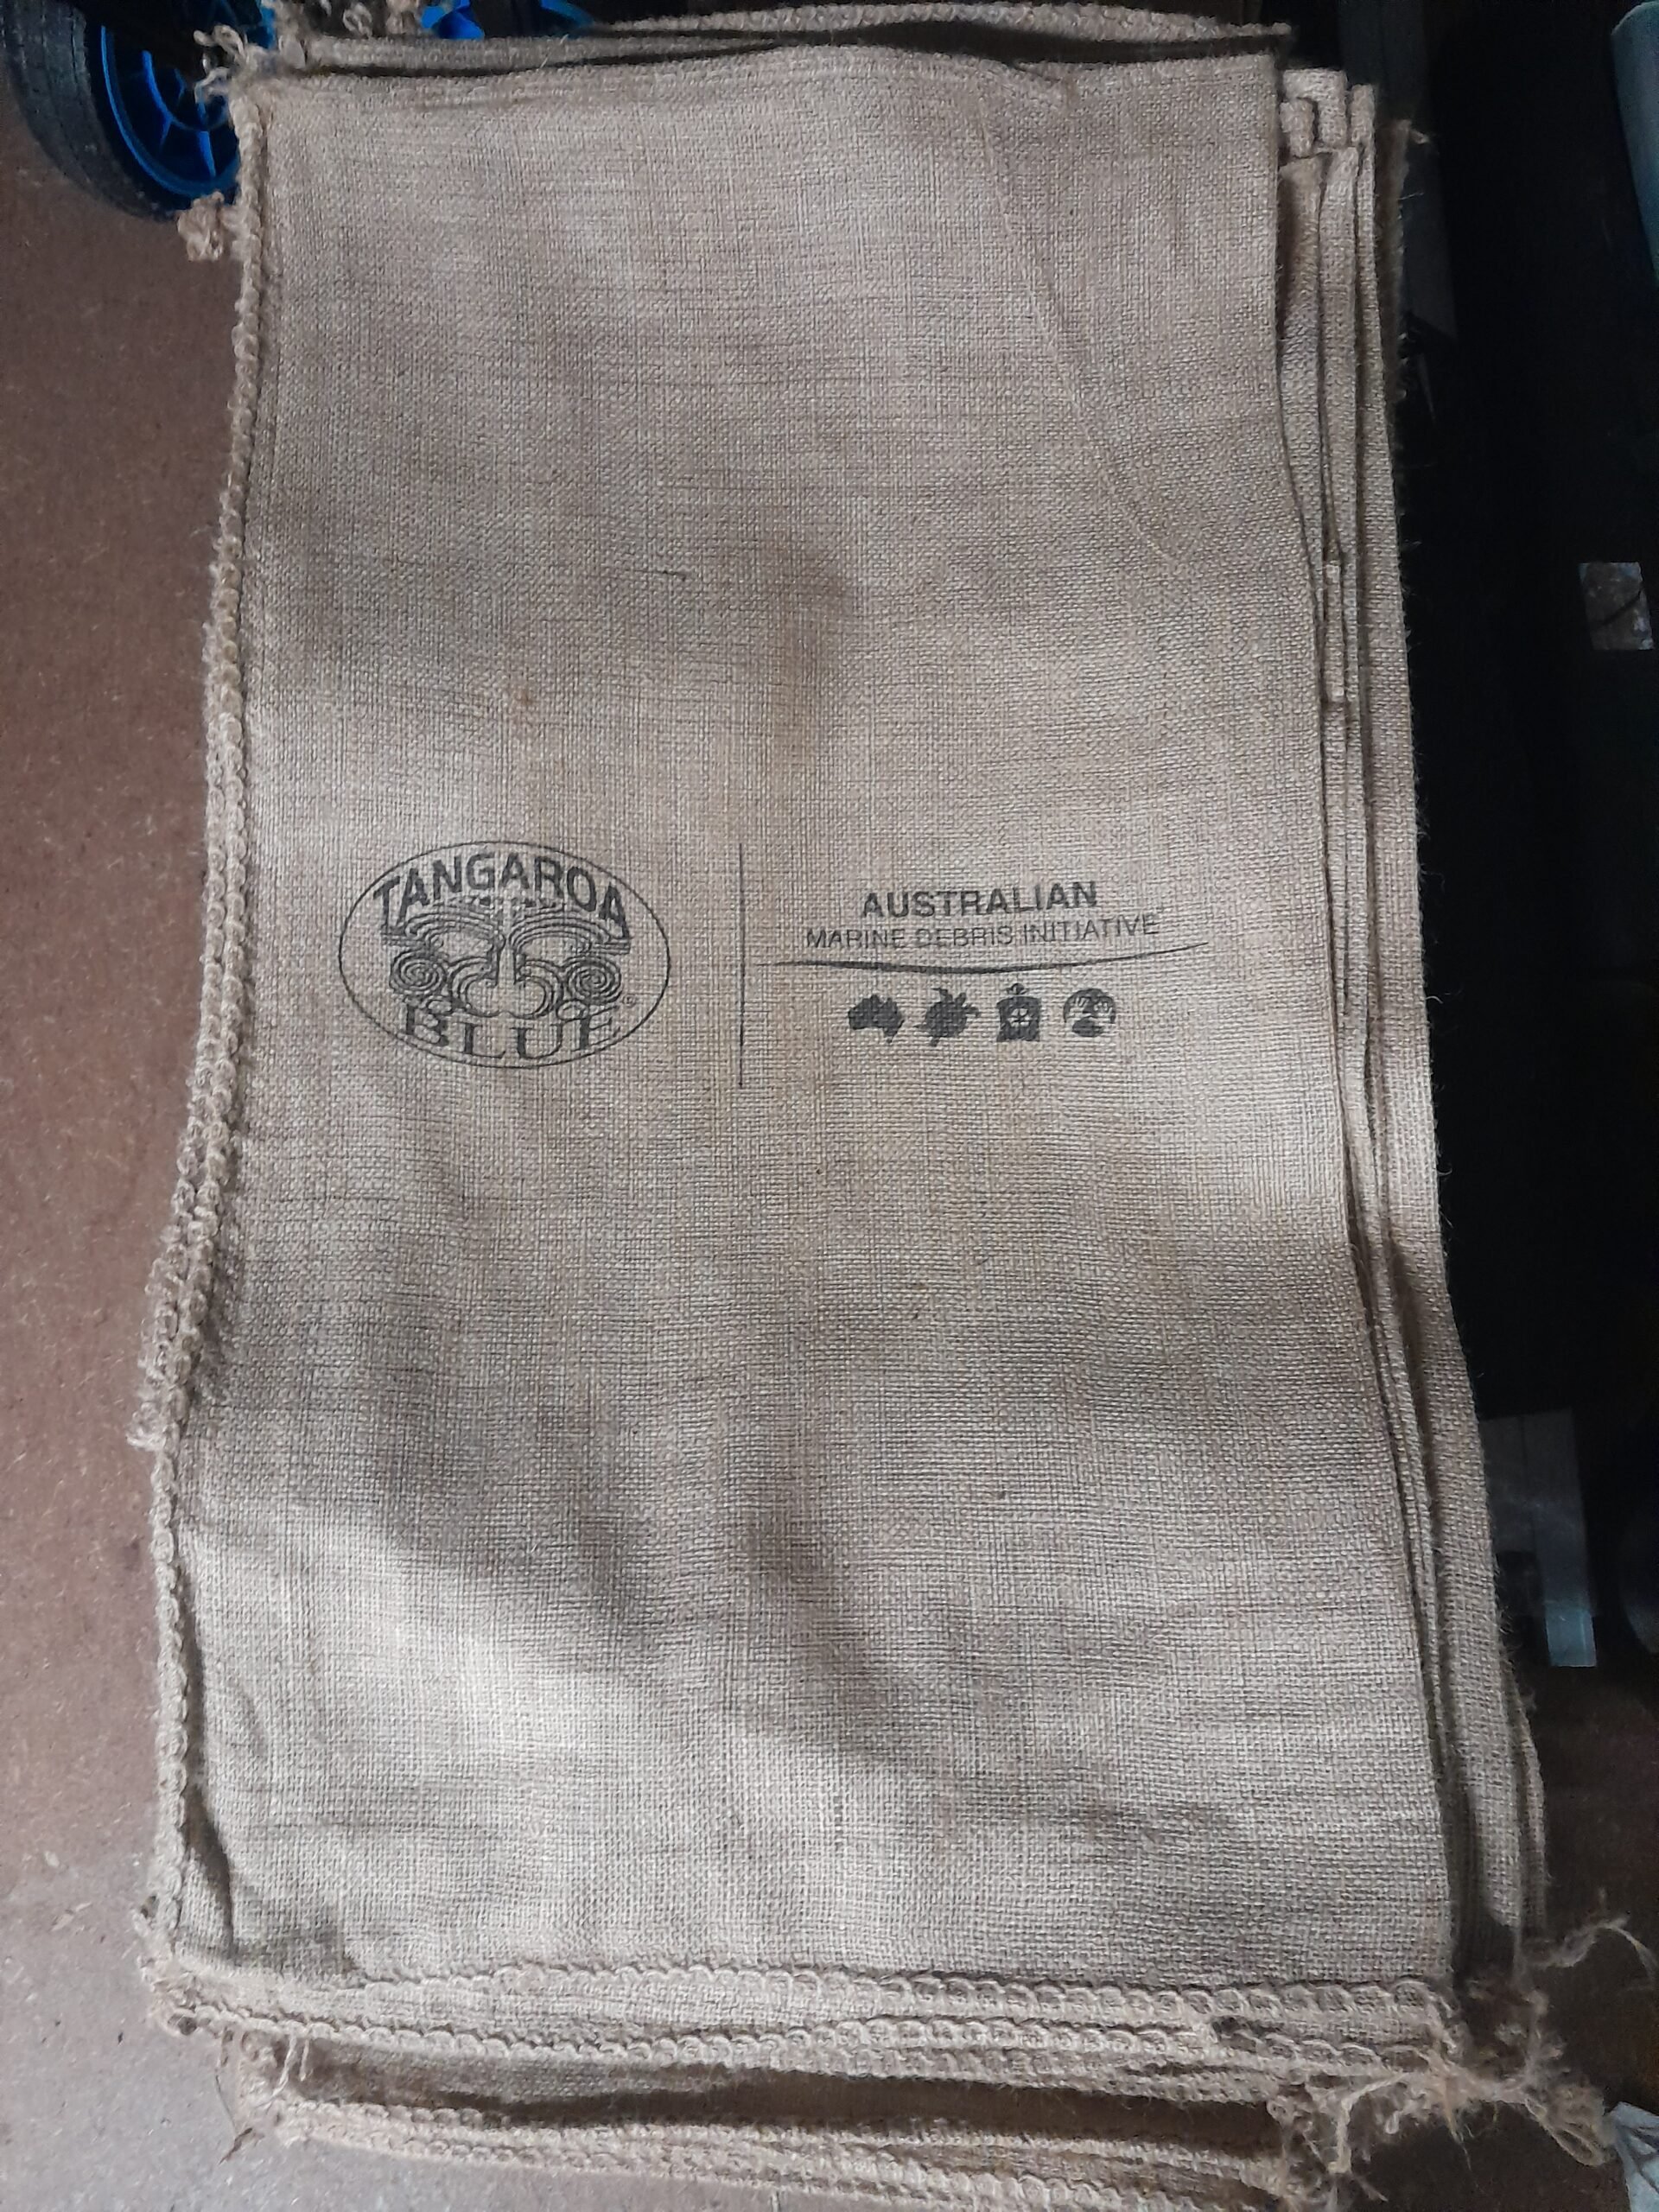 TANGAROA
BLUE®
AUSTRALIAN
MARINE DEBRIS INITIATIVE